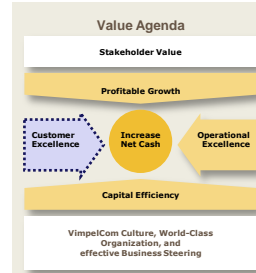 Value Agenda
Stakeholder Value
Profitable Growth
Customer
Excellence
Increase
Net Cash
Operational
Excellence
Capital Efficiency
VimpelCom Culture, World-Class
Organization, and
effective Business Steering